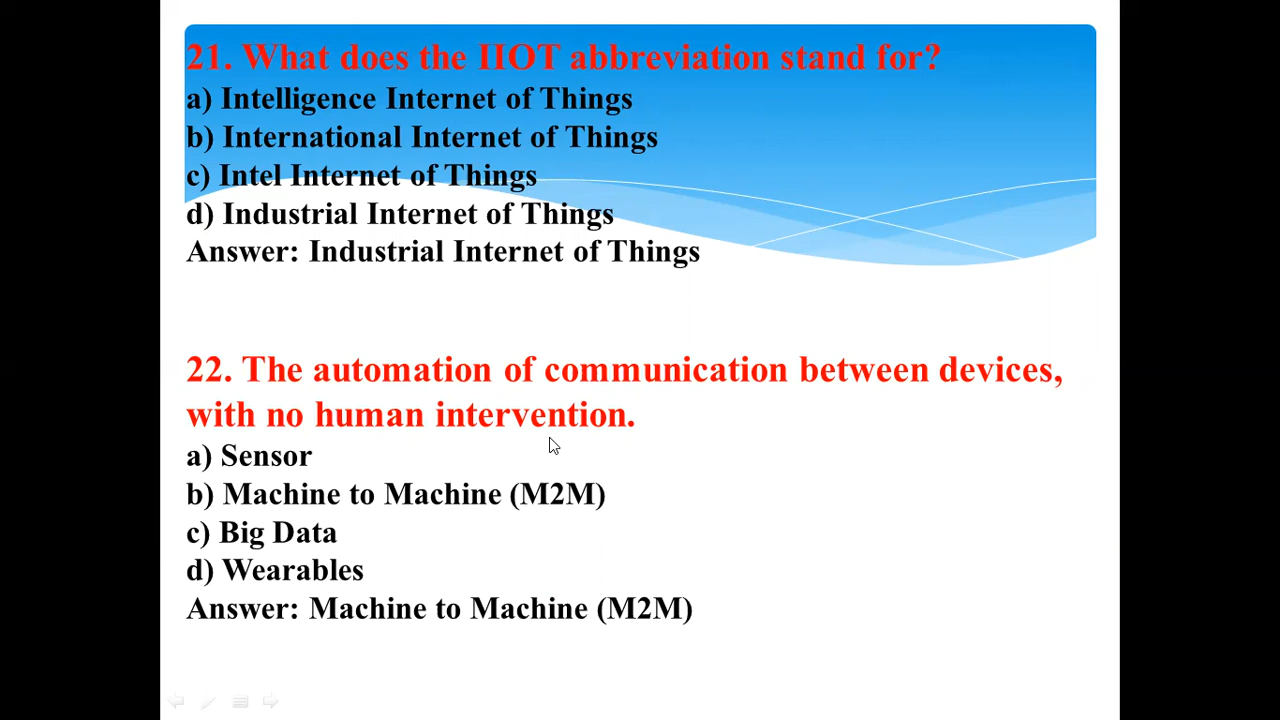 21. What does the IIOT abbreviation stand for?
a) Intelligence Internet of Things
b) International Internet of Things
c) Intel Internet of Things
d) Industrial Internet of Things
Answer: Industrial Internet of Things
22. The automation of communication between devices,
with no human intervention.
a) Sensor
b) Machine to Machine (M2M)
c) Big Data
d) Wearables
Answer: Machine to Machine (M2M)